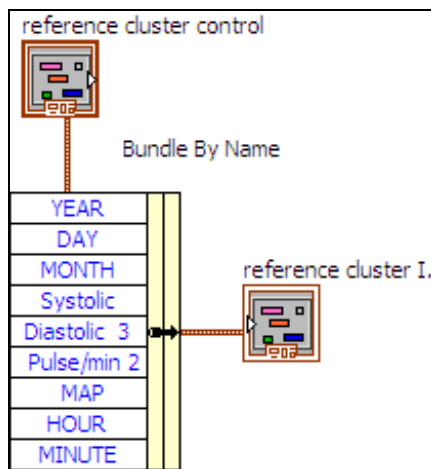 reference cluster control
Bundle By Name
YEAR
DAY
MONTH
Systolic
Diastolic 3
Pulse/min 2
MAP
HOUR
MINUTE
reference cluster I.